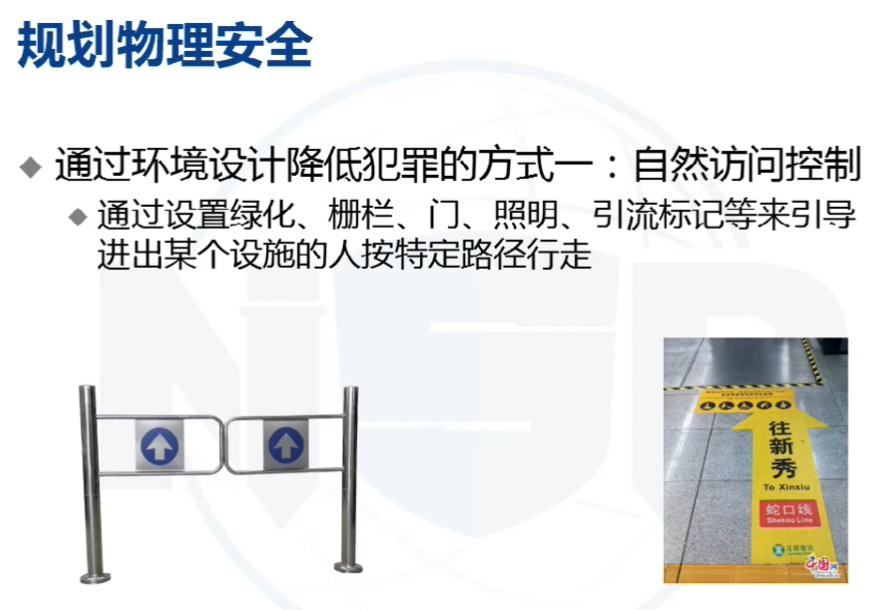 规划物理安全
通过环境设计降低犯罪的方式一：自然访问控制
通过设置绿化、栅栏、门、照明、引流标记等来引导
进出某个设施的人按特定路径行走
往新秀
To Xinxiu
蛇口线
Shekou Line
中国网